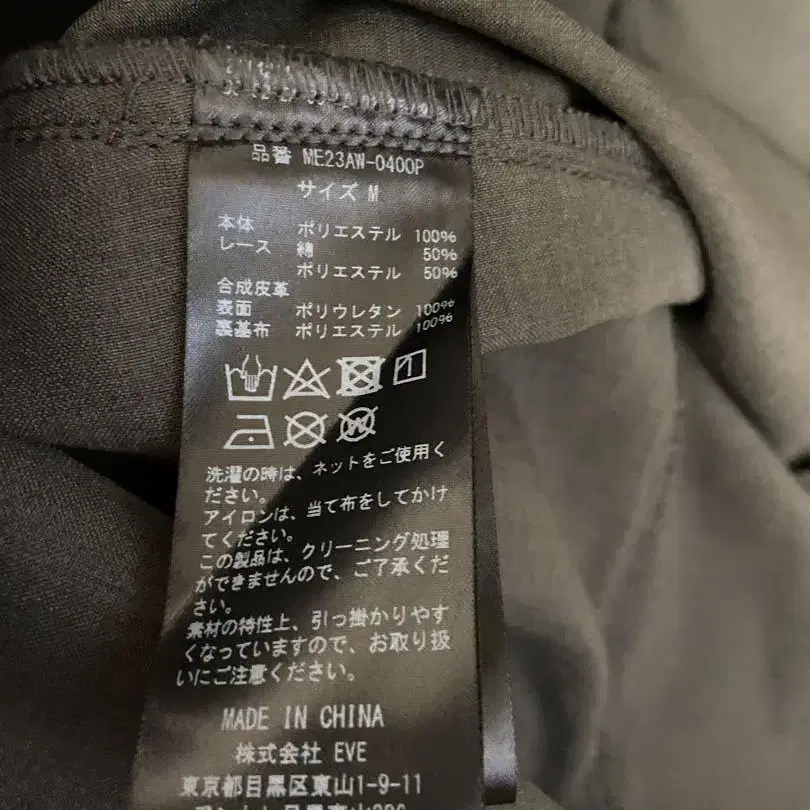 品番 ME23AW-0400P
サイズ M
本体 ポリエステル 100%
レース 綿 50%
ポリエステル 50%
合成皮革
表面 ポリウレタン 100%
裏基布 ポリエステル 100%
洗濯の時は、ネットをご使用く
ださい。
アイロンは、当て布をしてかけ
てください。
この製品は、クリーニング処理
ができませんので、ご了承くだ
さい。
素材の特性上、引っ掛かりやす
くなっていますので、お取り扱
いにご注意ください。
MADE IN CHINA
株式会社 EVE
東京都目黒区東山1-9-11